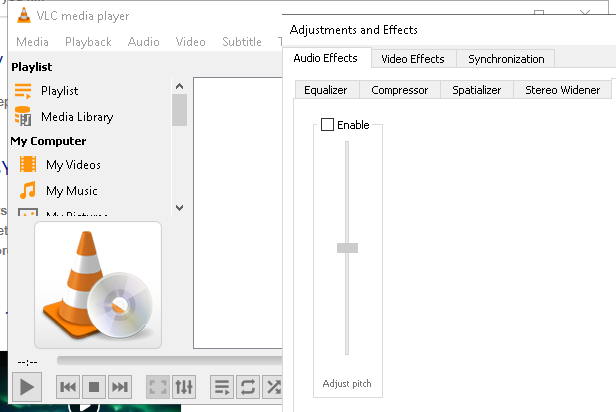 VLC media player
Media Playback Audio Video Subtitle
Playlist
Playlist
Media Library
My Computer
My Videos
My Music
My Pictures
--:--
Adjustments and Effects
Audio Effects Video Effects Synchronization
Equalizer Compressor Spatializer Stereo Widener
Enable
Adjust pitch